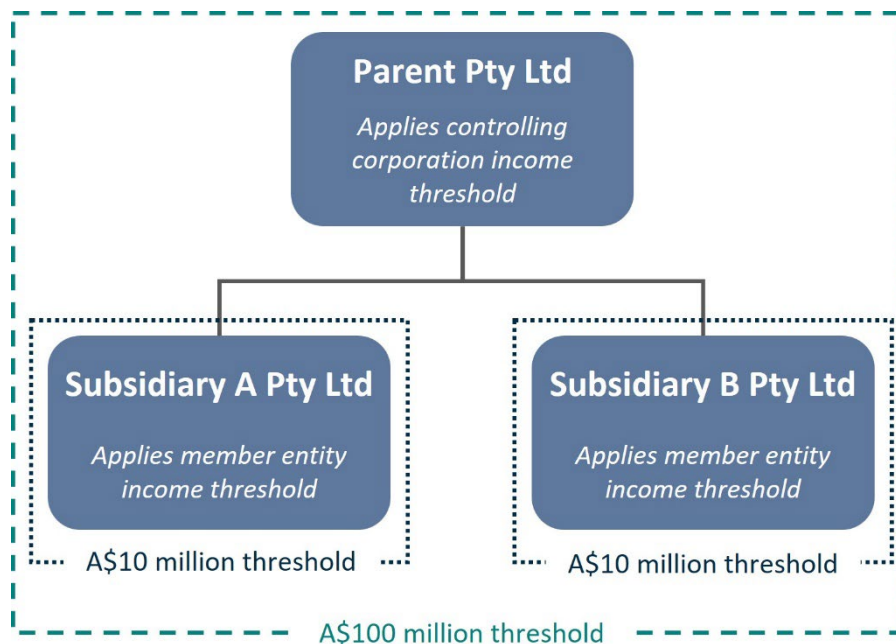 Parent Pty Ltd
Applies controlling
corporation income
threshold
Subsidiary A Pty Ltd
Applies member entity
income threshold
A$10 million threshold
Subsidiary B Pty Ltd
Applies member entity
income threshold
A$10 million threshold
A$100 million threshold